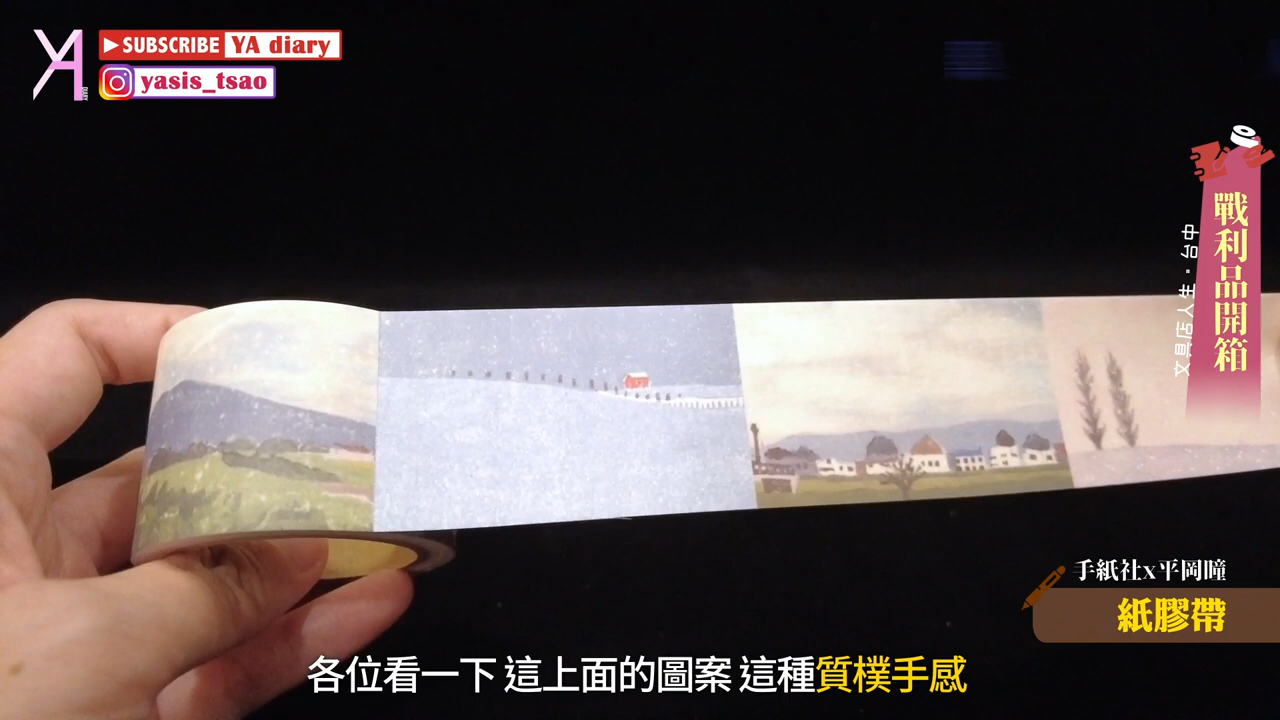 YA
DIARY
SUBSCRIBE YA diary
yasis_tsao
戰利品開箱
文具店人生·台中
手紙社x平岡瞳
紙膠帶
各位看一下 這上面的圖案 這種質樸手感